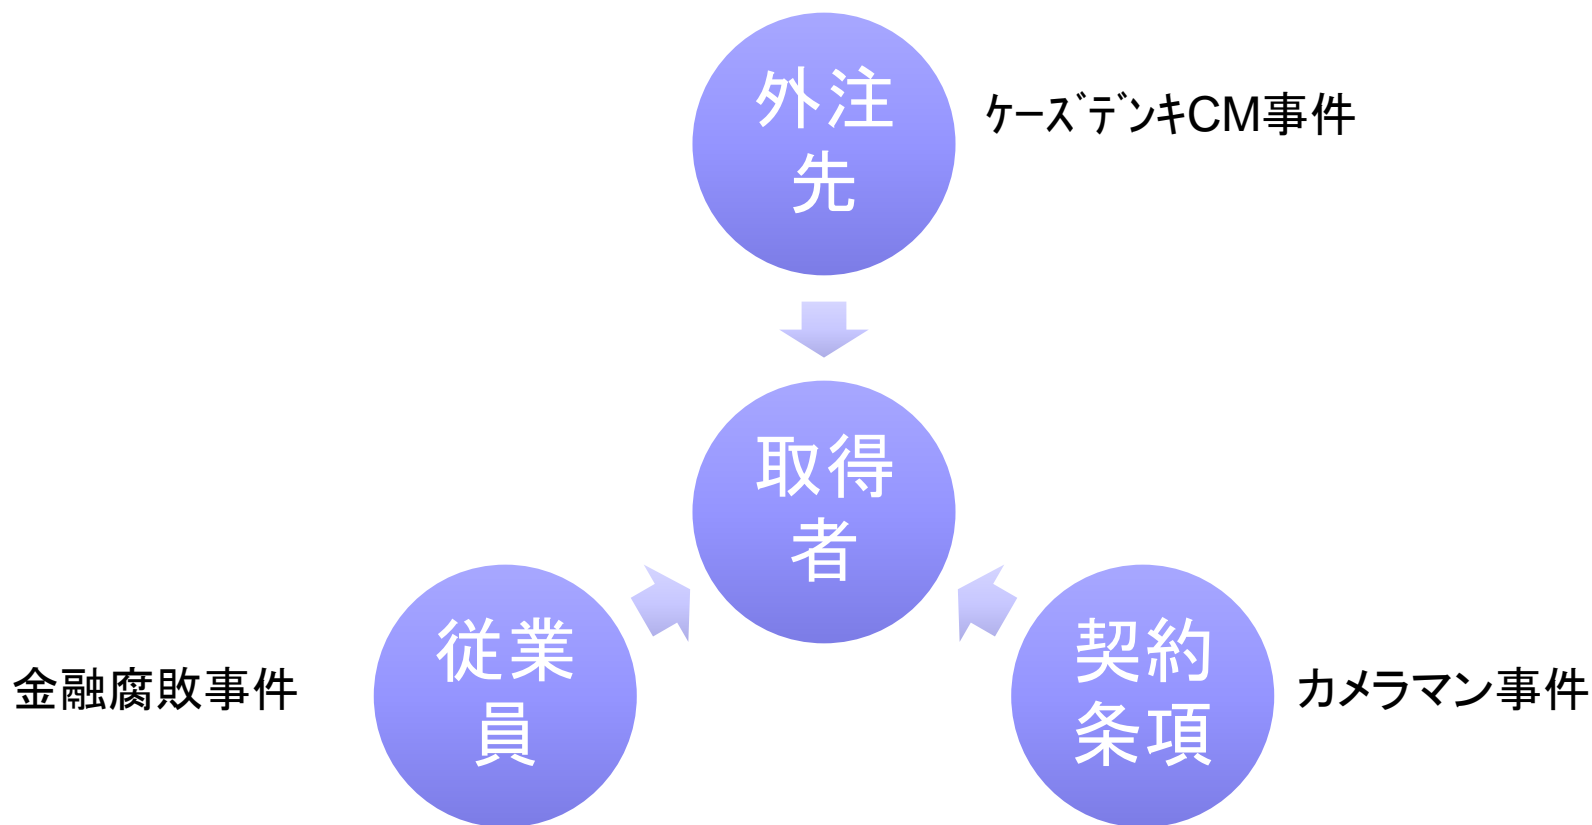 外注
先
ｹｰｽﾞﾃﾞﾝｷCM事件
取得
者
従業
員
金融腐敗事件
契約
条項
カメラマン事件